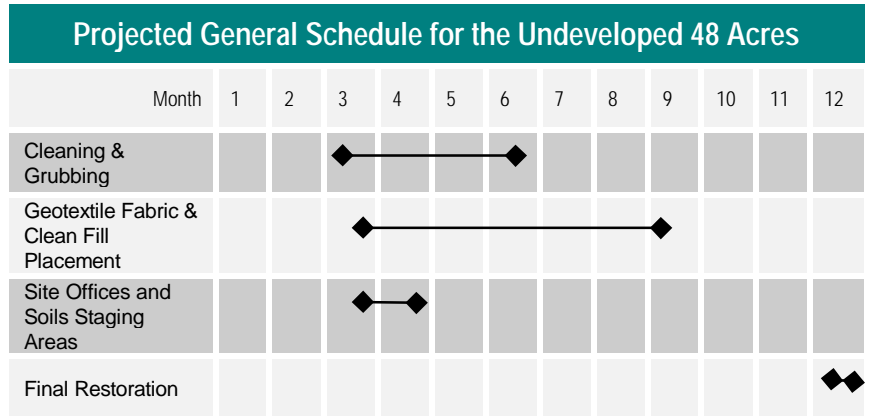 Projected General Schedule for the Undeveloped 48 Acres
Month 1 2 3 4 5 6 7 8 9 10 11 12
Cleaning &
Grubbing
Geotextile Fabric &
Clean Fill
Placement
Site Offices and
Soils Staging
Areas
Final Restoration